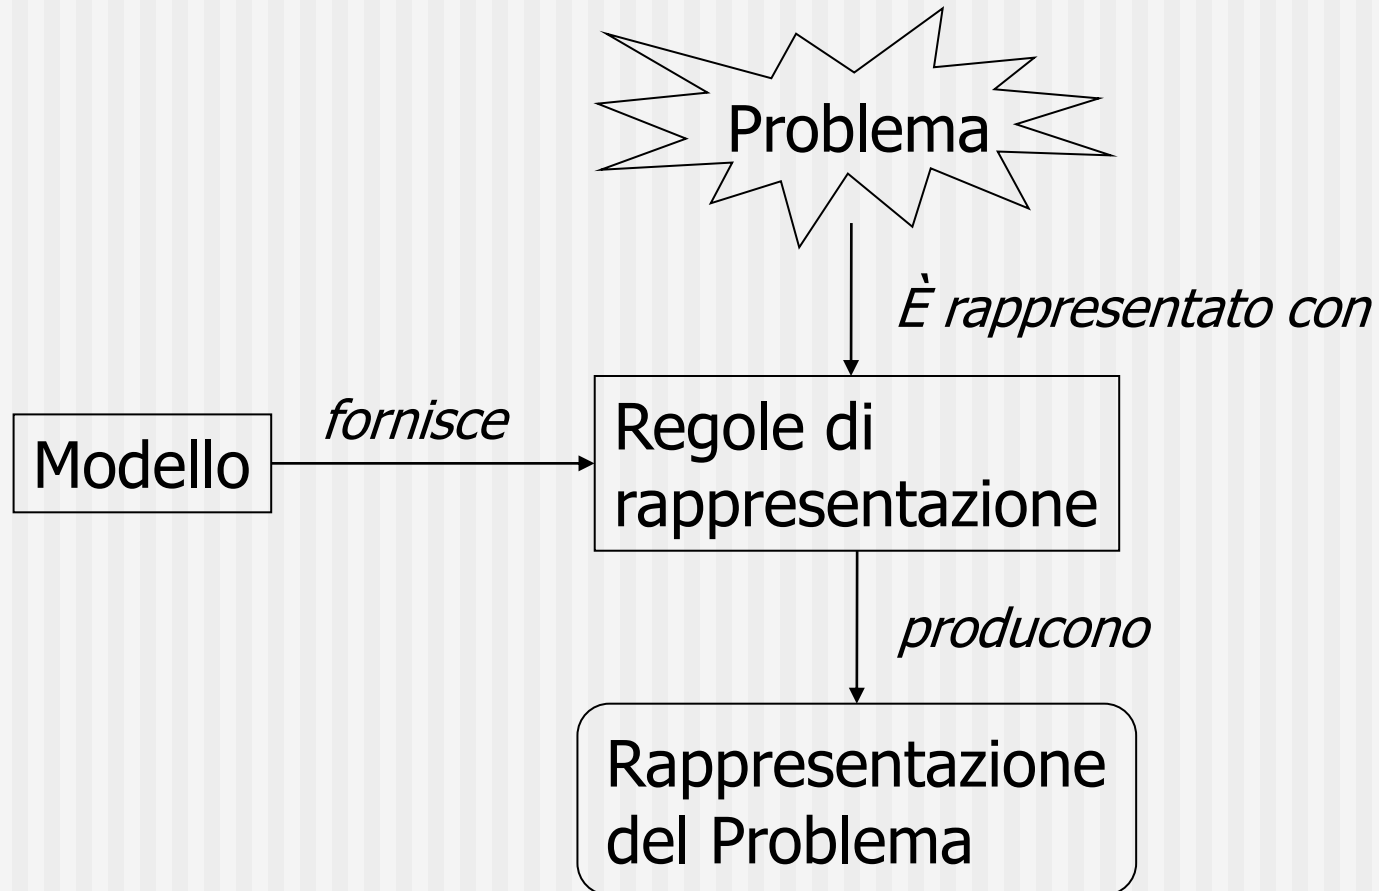 Problema
È rappresentato con
fornisce
Modello
Regole di
rappresentazione
producono
Rappresentazione
del Problema